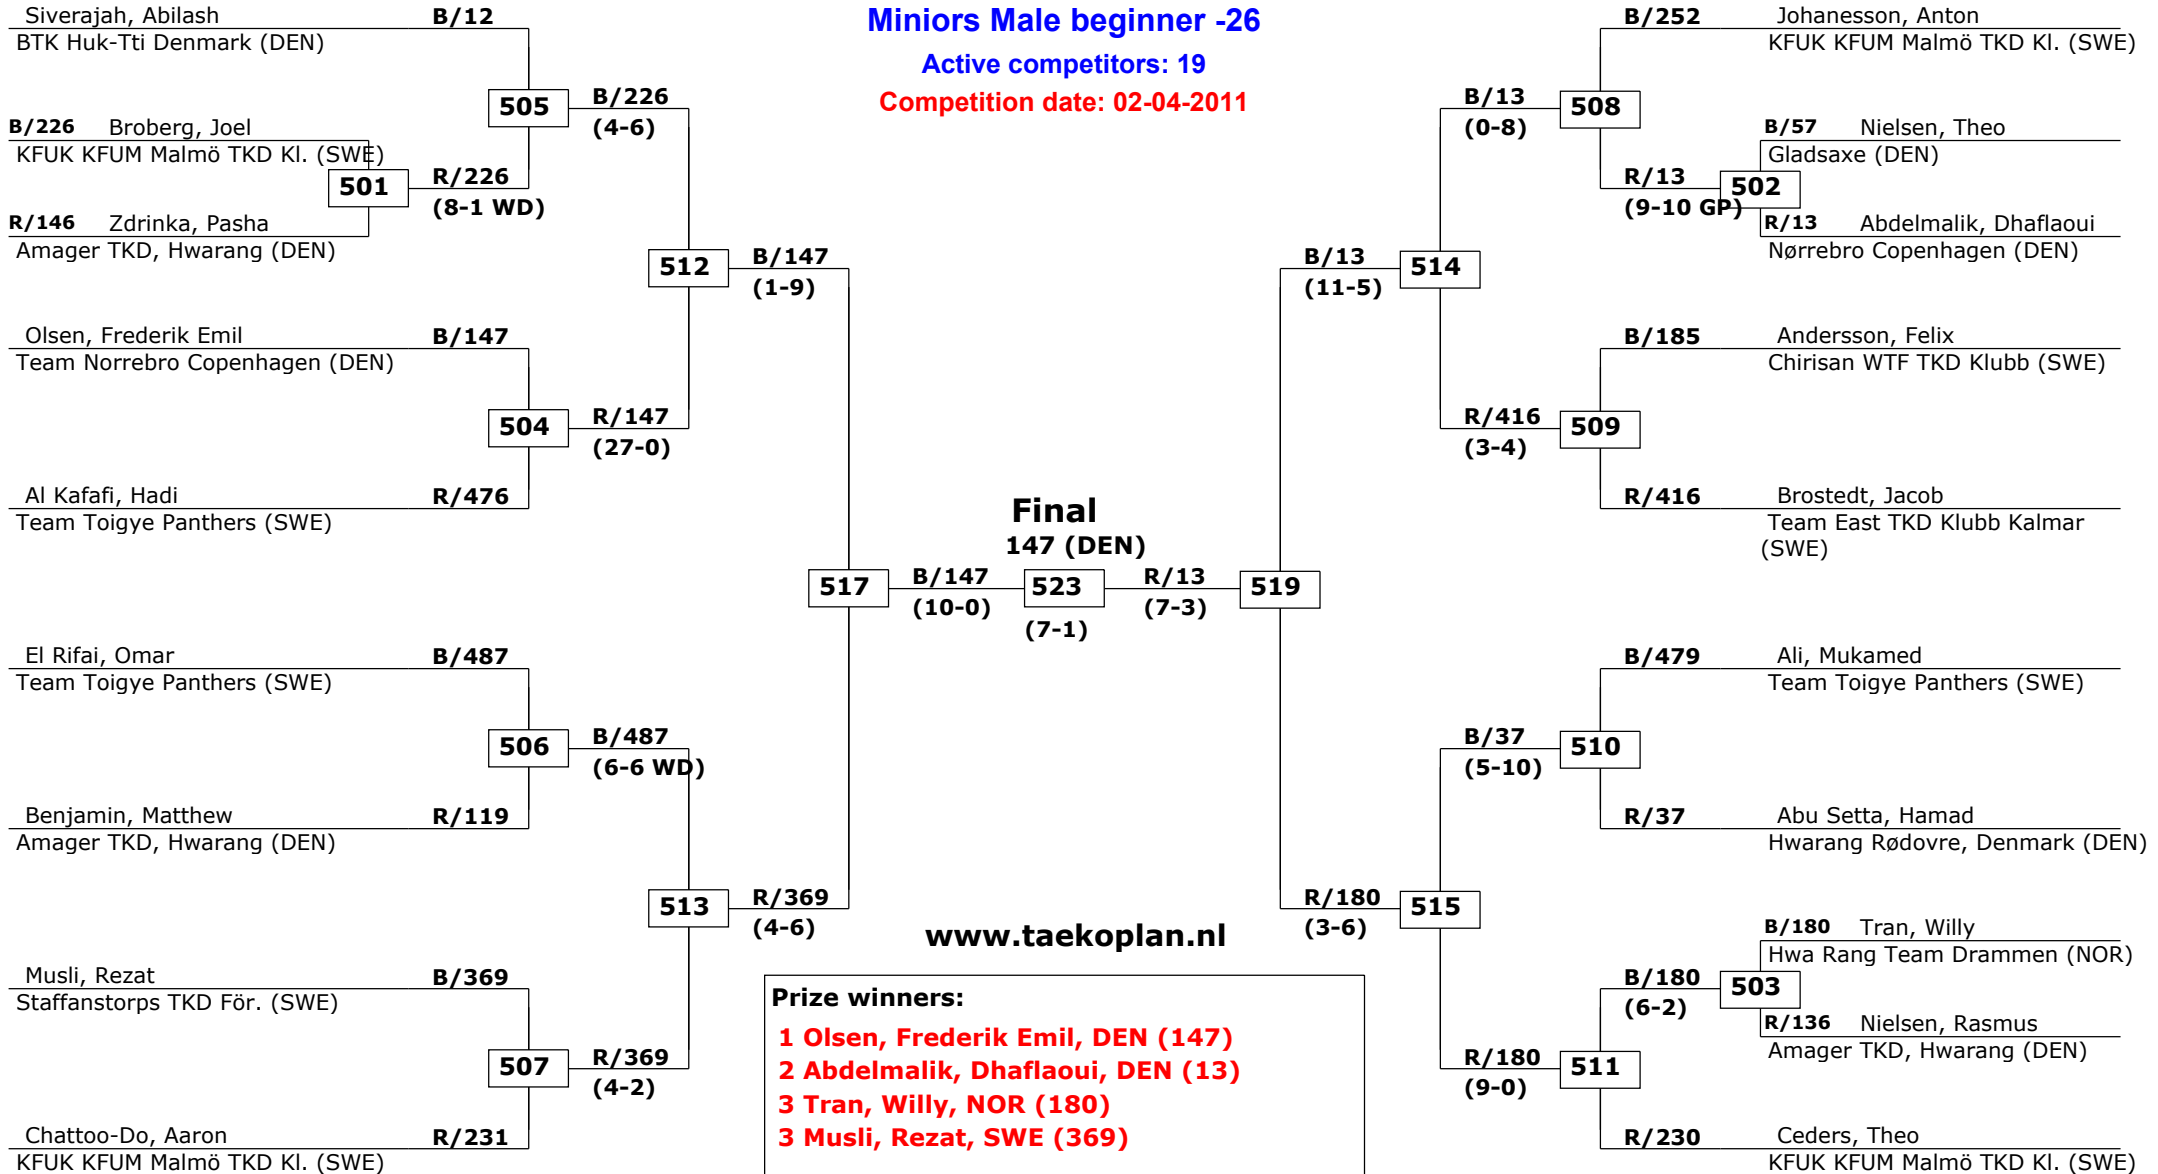 Miniors Male beginner -26
Active competitors: 19
Competition date: 02-04-2011
Siverajah, Abilash B/12
BTK Huk-Tti Denmark (DEN)
505
B/226
(4-6)
B/226 Broberg, Joel
KFUK KFUM Malmö TKD Kl. (SWE)
501
R/226
(8-1 WD)
R/146 Zdrinka, Pasha
Amager TKD, Hwarang (DEN)
512
B/147
(1-9)
Olsen, Frederik Emil B/147
Team Norrebro Copenhagen (DEN)
504
R/147
(27-0)
Al Kafafi, Hadi R/476
Team Toigye Panthers (SWE)
517
B/147
(10-0)
El Rifai, Omar B/487
Team Toigye Panthers (SWE)
506
B/487
(6-6 WD)
Benjamin, Matthew R/119
Amager TKD, Hwarang (DEN)
513
R/369
(4-6)
Musli, Rezat B/369
Staffanstorps TKD För. (SWE)
507
R/369
(4-2)
Chattoo-Do, Aaron R/231
KFUK KFUM Malmö TKD Kl. (SWE)
Final
147 (DEN)
523
(7-1)
R/13
(7-3)
519
B/252 Johanesson, Anton
KFUK KFUM Malmö TKD Kl. (SWE)
B/13
(0-8)
508
B/57 Nielsen, Theo
Gladsaxe (DEN)
R/13
(9-10 GP)
502
R/13 Abdelmalik, Dhaflaoui
Nørrebro Copenhagen (DEN)
B/13
(11-5)
514
B/185 Andersson, Felix
Chirisan WTF TKD Klubb (SWE)
R/416
(3-4)
509
R/416 Brostedt, Jacob
Team East TKD Klubb Kalmar
(SWE)
B/479 Ali, Mukamed
Team Toigye Panthers (SWE)
B/37
(5-10)
510
R/37 Abu Setta, Hamad
Hwarang Rødovre, Denmark (DEN)
R/180
(3-6)
515
B/180 Tran, Willy
Hwa Rang Team Drammen (NOR)
B/180
(6-2)
503
R/136 Nielsen, Rasmus
Amager TKD, Hwarang (DEN)
R/180
(9-0)
511
R/230 Ceders, Theo
KFUK KFUM Malmö TKD Kl. (SWE)
www.taekoplan.nl
Prize winners:
1 Olsen, Frederik Emil, DEN (147)
2 Abdelmalik, Dhaflaoui, DEN (13)
3 Tran, Willy, NOR (180)
3 Musli, Rezat, SWE (369)